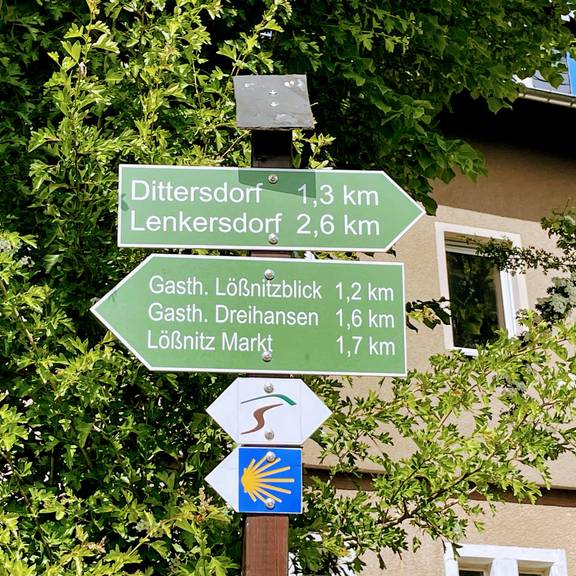 Dittersdorf 1,3 km
Lenkersdorf 2,6 km
Gasth. Lößnitzblick 1,2 km
Gasth. Dreihansen 1,6 km
Lößnitz Markt 1,7 km